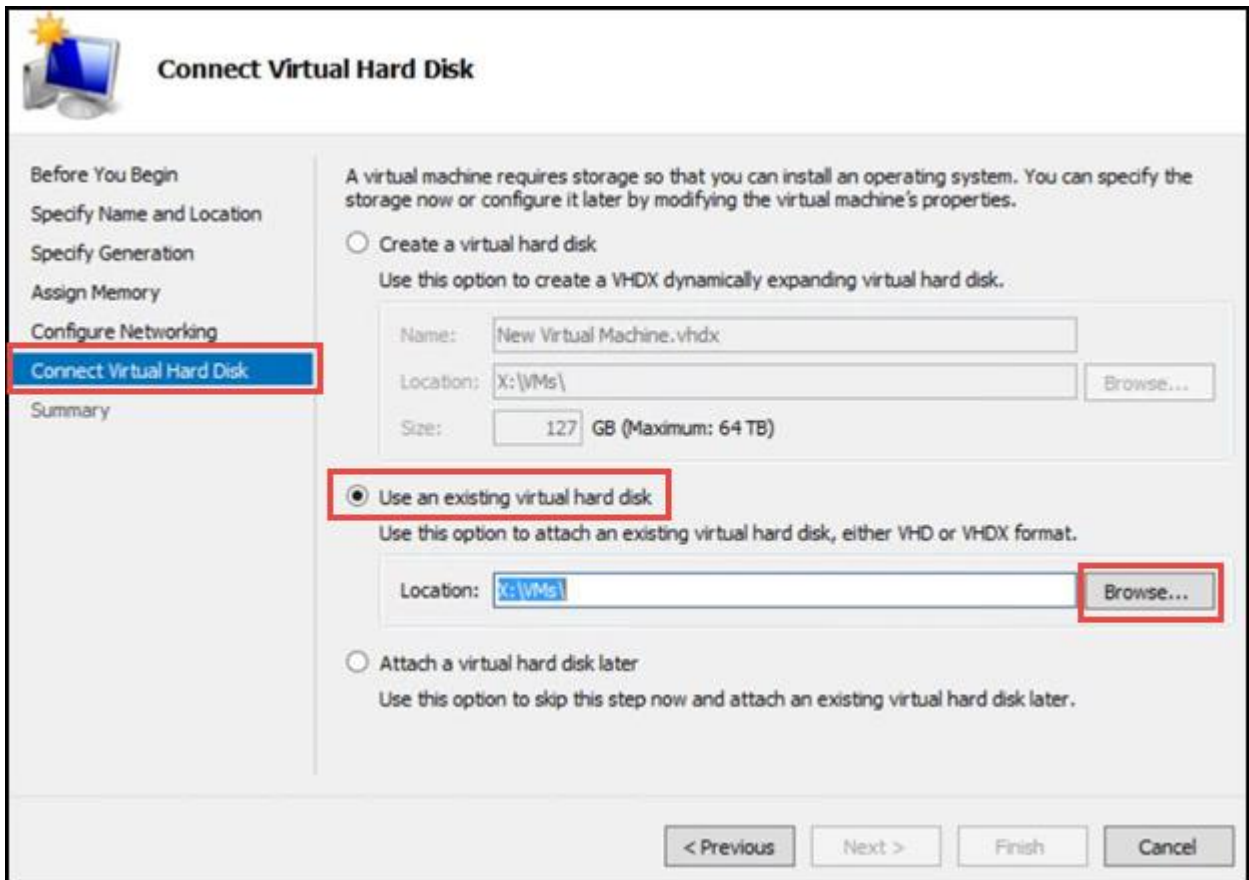 Connect Virtual Hard Disk
Before You Begin
Specify Name and Location
Specify Generation
Assign Memory
Configure Networking
Connect Virtual Hard Disk
Summary
A virtual machine requires storage so that you can install an operating system. You can specify the
storage now or configure it later by modifying the virtual machine's properties.
Create a virtual hard disk
Use this option to create a VHDX dynamically expanding virtual hard disk.
Name: New Virtual Machine.vhdx
Location: X:\VMs\ Browse...
Size: 127 GB (Maximum: 64 TB)
Use an existing virtual hard disk
Use this option to attach an existing virtual hard disk, either VHD or VHDX format.
Location: X:\VMs\ Browse...
Attach a virtual hard disk later
Use this option to skip this step now and attach an existing virtual hard disk later.
< Previous Next > Finish Cancel